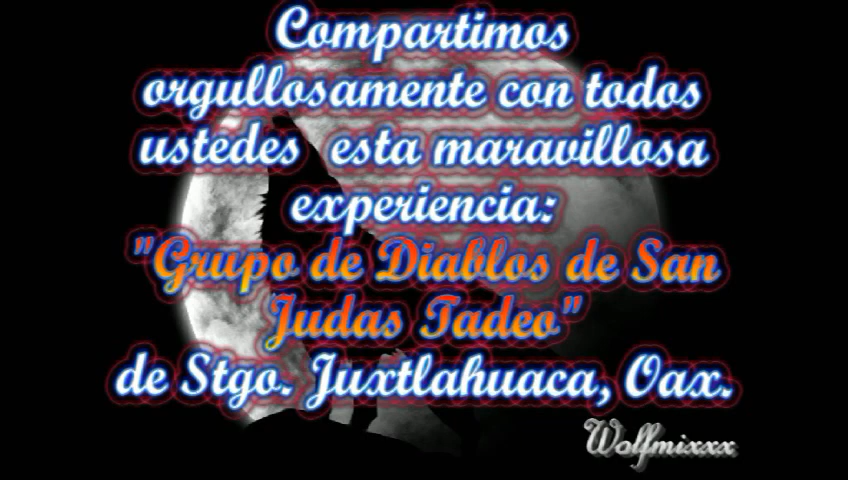 Compartimos
orgullosamente con todos
ustedes esta maravillosa
experiencia:
"Grupo de Diablos de San
Judas Tadeo"
de Stgo. Juxtlahuaca, Oax.
Wolfmixxx